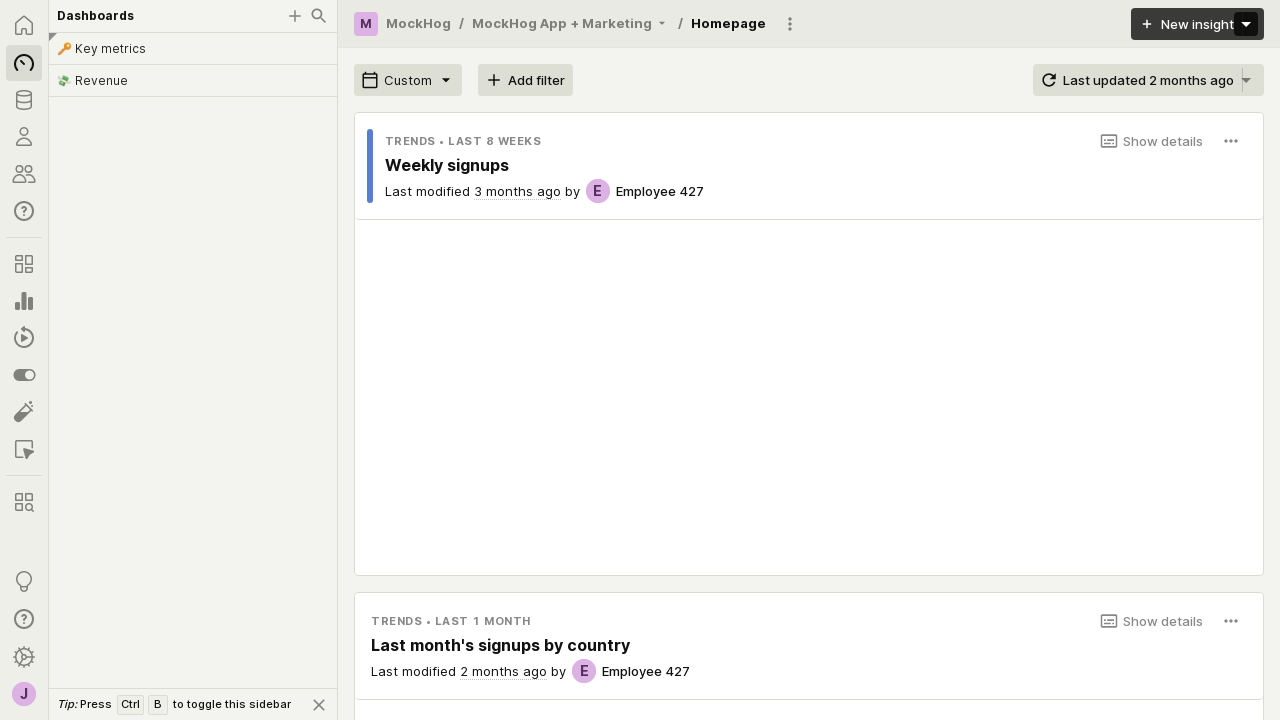 Dashboards
🔑 Key metrics
💸 Revenue
Tip: Press Ctrl B to toggle this sidebar
J
M MockHog / MockHog App + Marketing / Homepage
+ New insight
Custom
+ Add filter
Last updated 2 months ago
TRENDS • LAST 8 WEEKS
Show details
Weekly signups
Last modified 3 months ago by E Employee 427
TRENDS • LAST 1 MONTH
Show details
Last month's signups by country
Last modified 2 months ago by E Employee 427